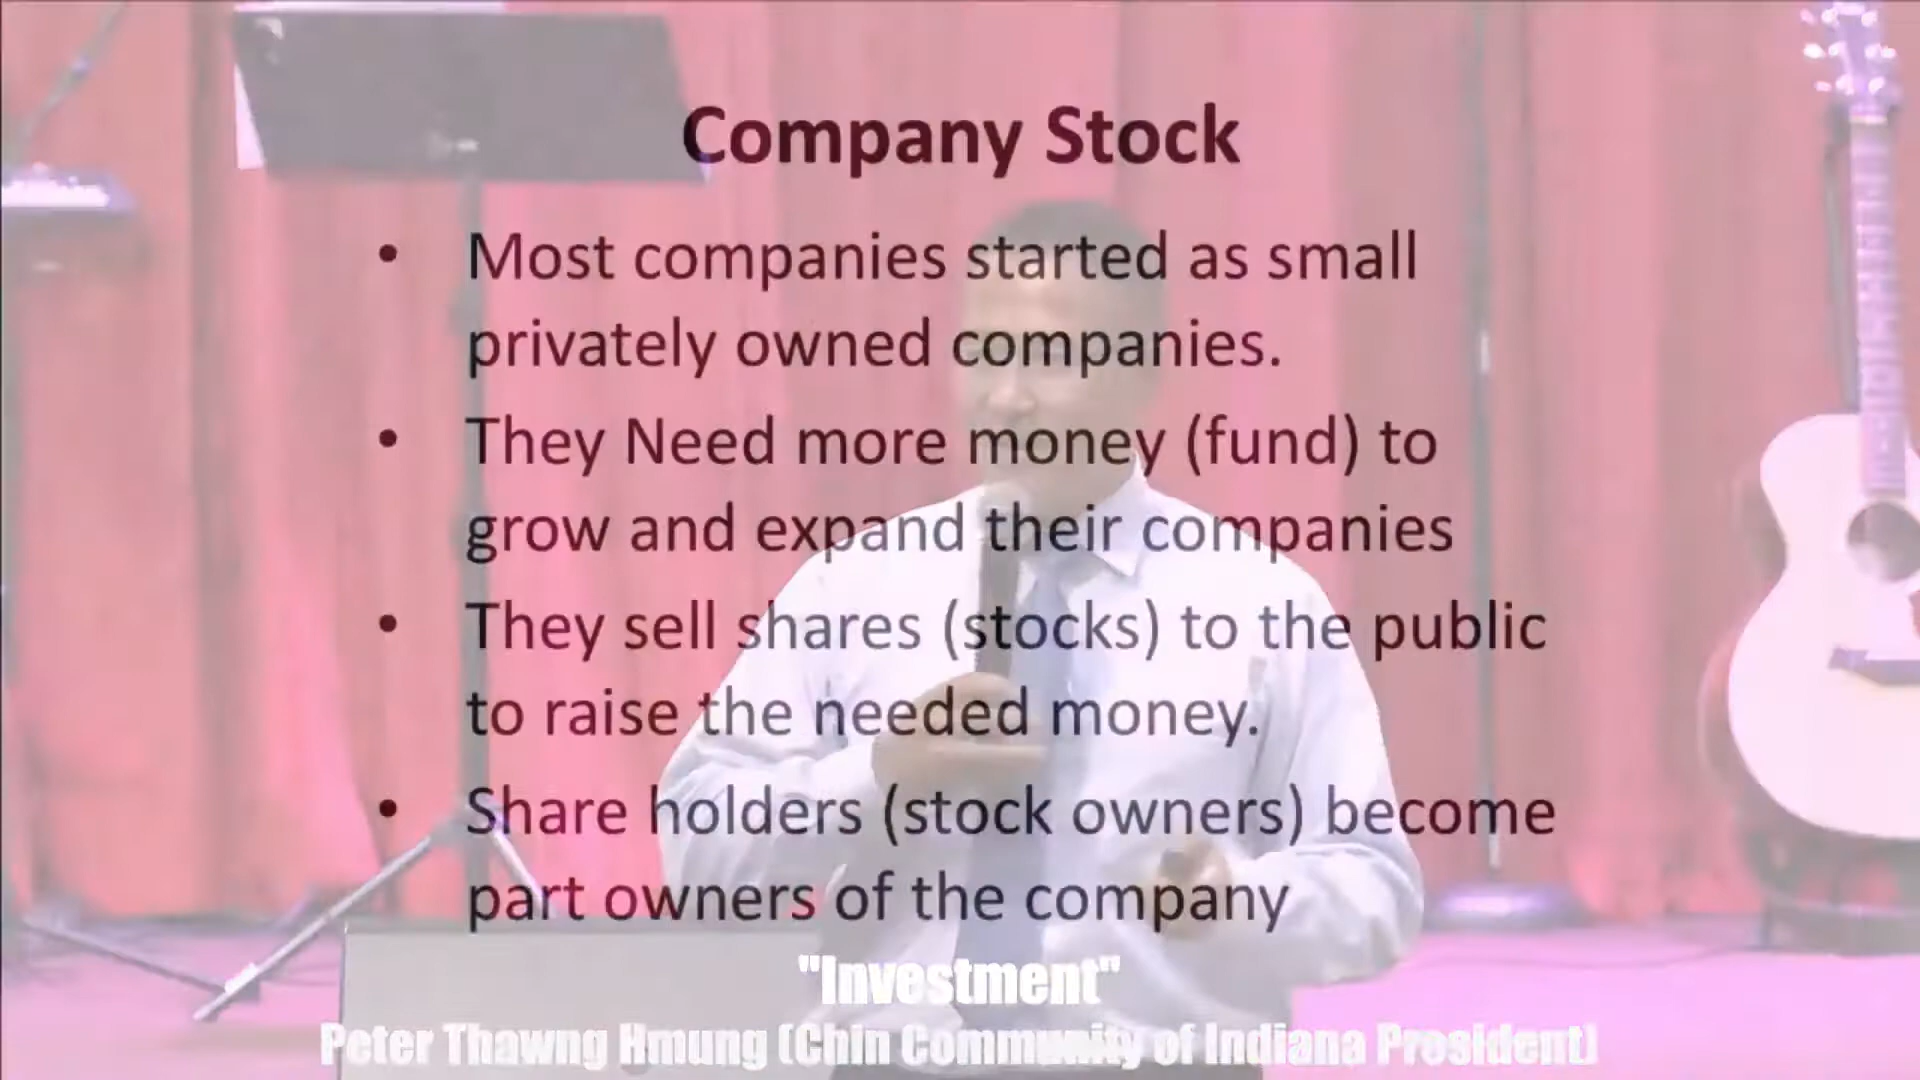 Company Stock
• Most companies started as small
privately owned companies.
• They Need more money (fund) to
grow and expand their companies
• They sell shares (stocks) to the public
to raise the needed money.
• Share holders (stock owners) become
part owners of the company
"Investment"
Peter Thawng Hmung (Chin Community of Indiana President)